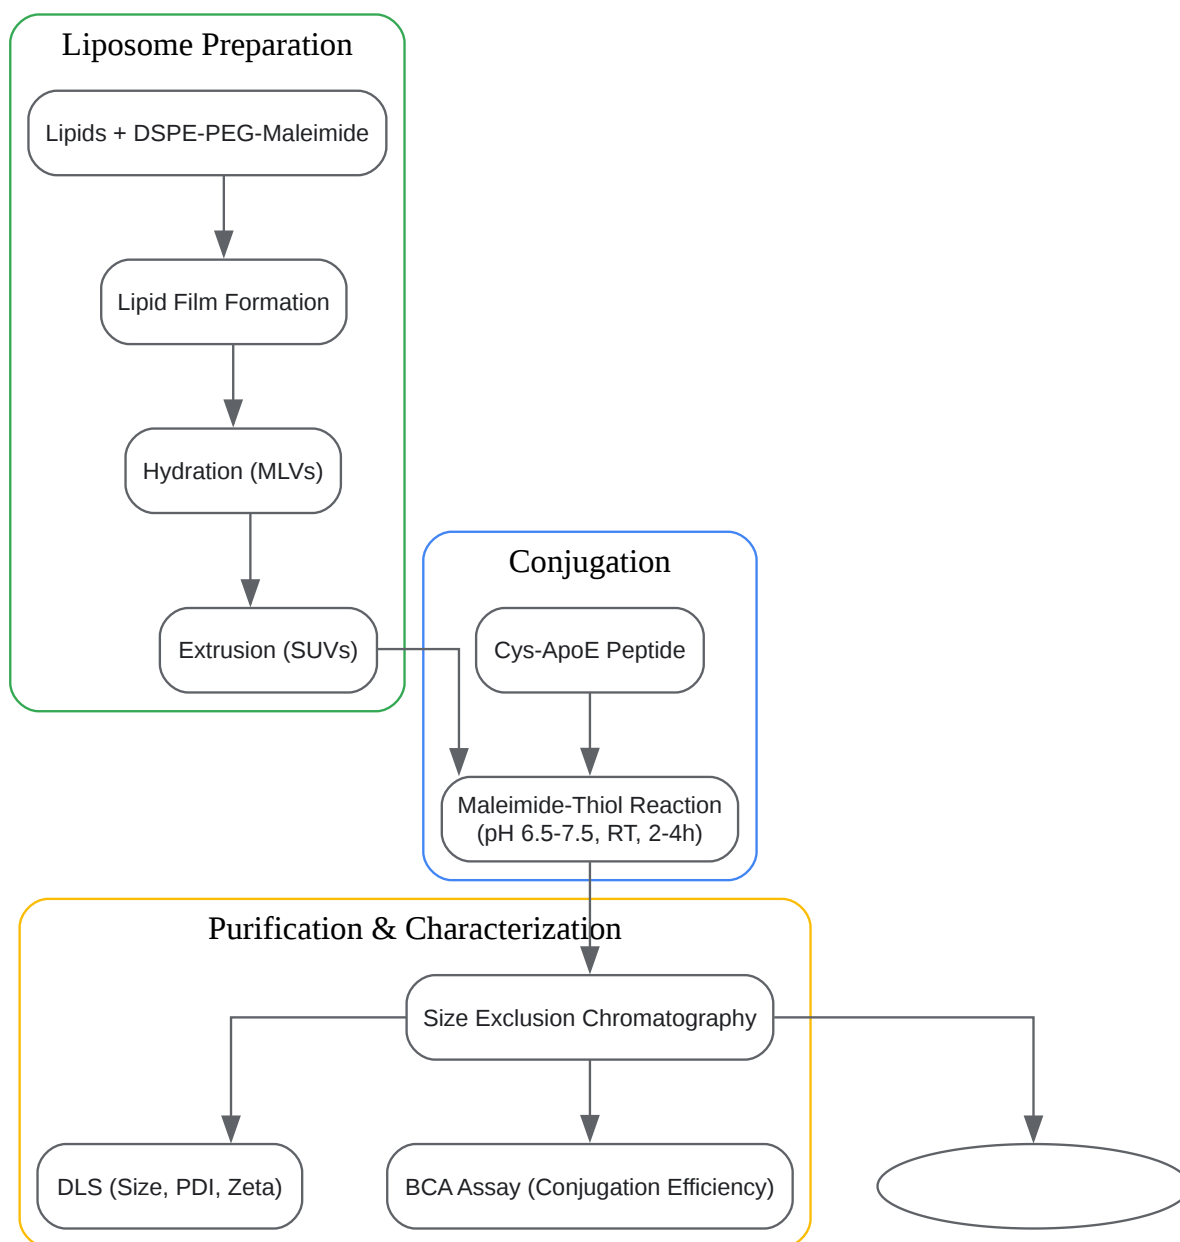 Liposome Preparation
Lipids + DSPE-PEG-Maleimide
Lipid Film Formation
Hydration (MLVs)
Extrusion (SUVs)
Conjugation
Cys-ApoE Peptide
Maleimide-Thiol Reaction
(pH 6.5-7.5, RT, 2-4h)
Purification & Characterization
Size Exclusion Chromatography
DLS (Size, PDI, Zeta)
BCA Assay (Conjugation Efficiency)